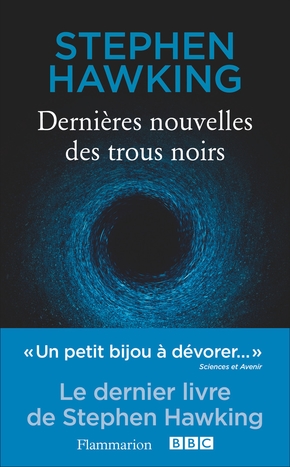 STEPHEN
HAWKING
Dernières nouvelles
des trous noirs
« Un petit bijou à dévorer... »
Sciences et Avenir
Le dernier livre
de Stephen Hawking
Flammarion BBC